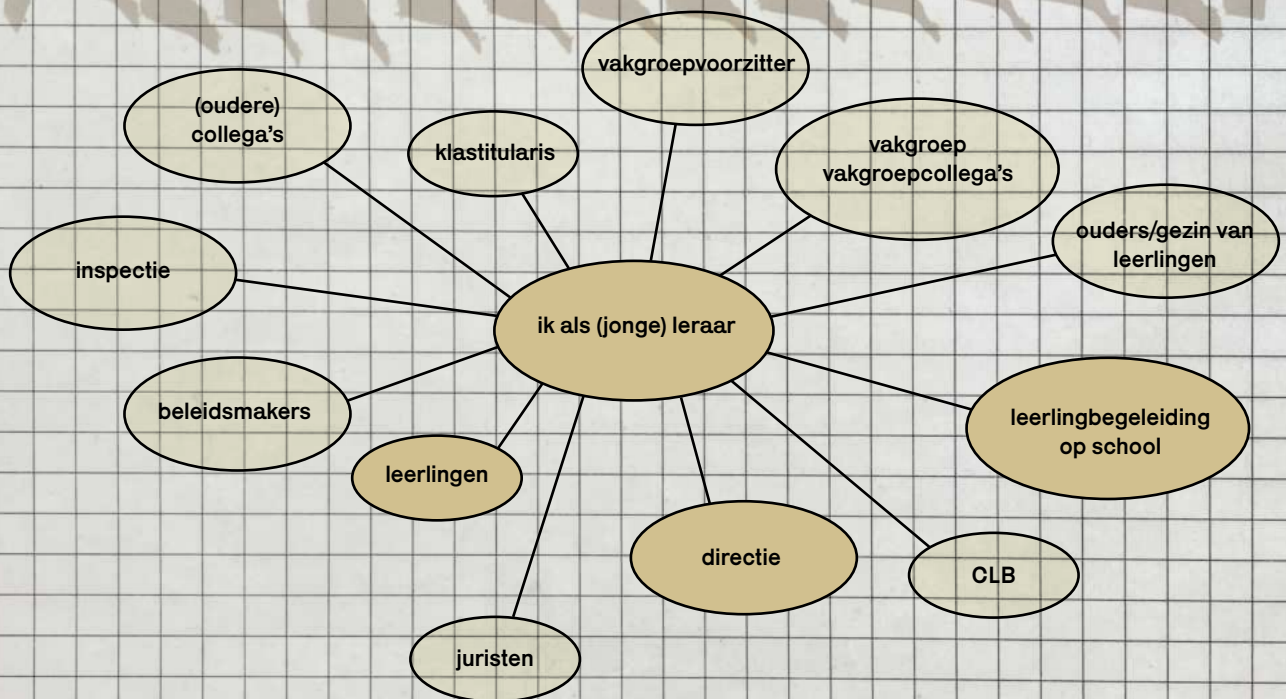 vakgroepvoorzitter
(oudere)
collega's
klastitularis
vakgroep
vakgroepcollega's
ouders/gezin van
leerlingen
inspectie
ik als (jonge) leraar
beleidsmakers
leerlingbegeleiding
op school
leerlingen
directie
CLB
juristen